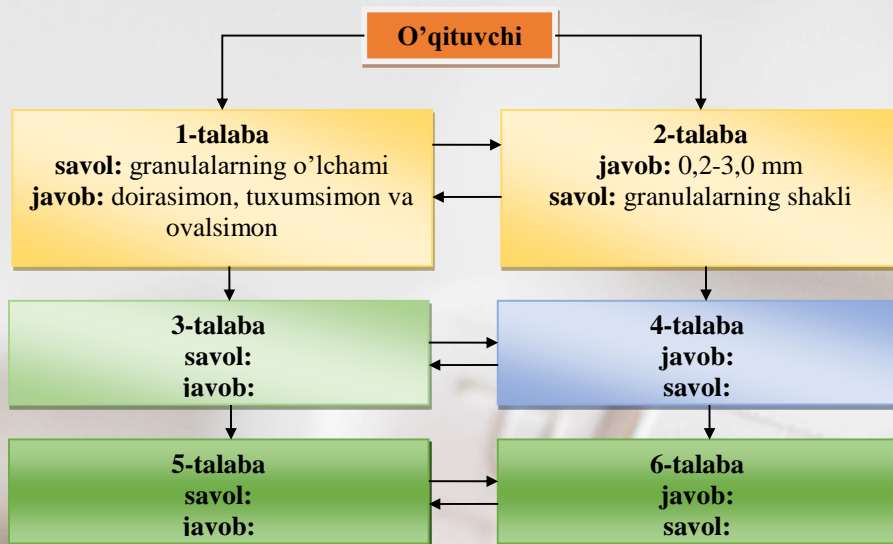 O’qituvchi
1-talaba
savol: granulalarning o’lchami
javob: doirasimon, tuxumsimon va
ovalsimon
2-talaba
javob: 0,2-3,0 mm
savol: granulalarning shakli
3-talaba
savol:
javob:
4-talaba
javob:
savol:
5-talaba
savol:
javob:
6-talaba
javob:
savol: